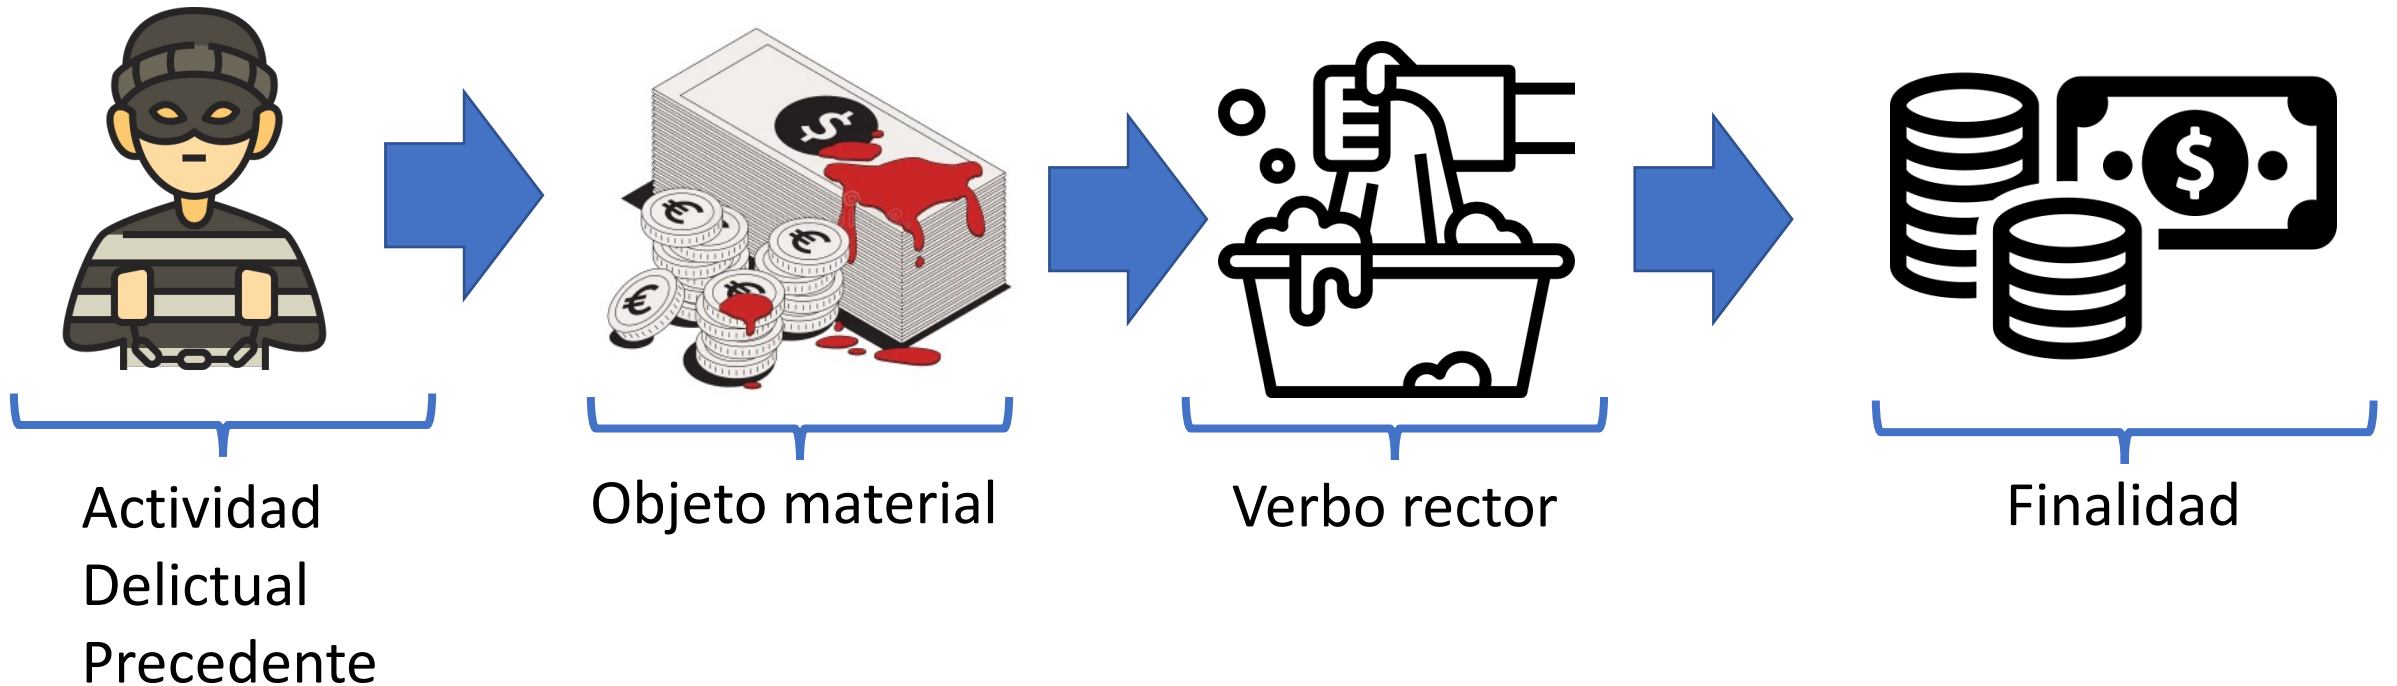 Actividad
Delictual
Precedente
Objeto material
Verbo rector
Finalidad